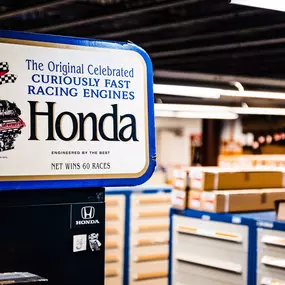 The Original Celebrated
CURIOUSLY FAST
RACING ENGINES
Honda
ENGINEERED BY THE BEST
NET WINS 60 RACES
HONDA